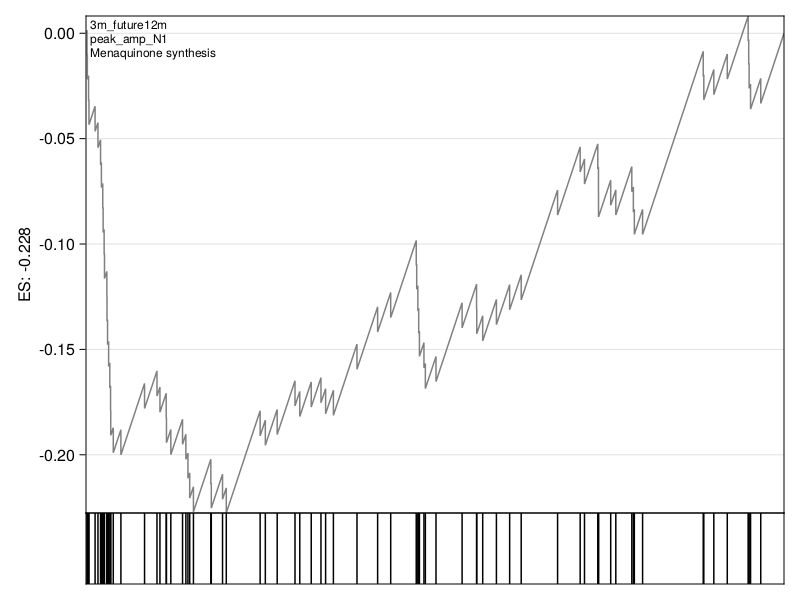 3m_future12m
peak_amp_N1
Menaquinone synthesis
0.00
-0.05
-0.10
-0.15
-0.20
ES: -0.228